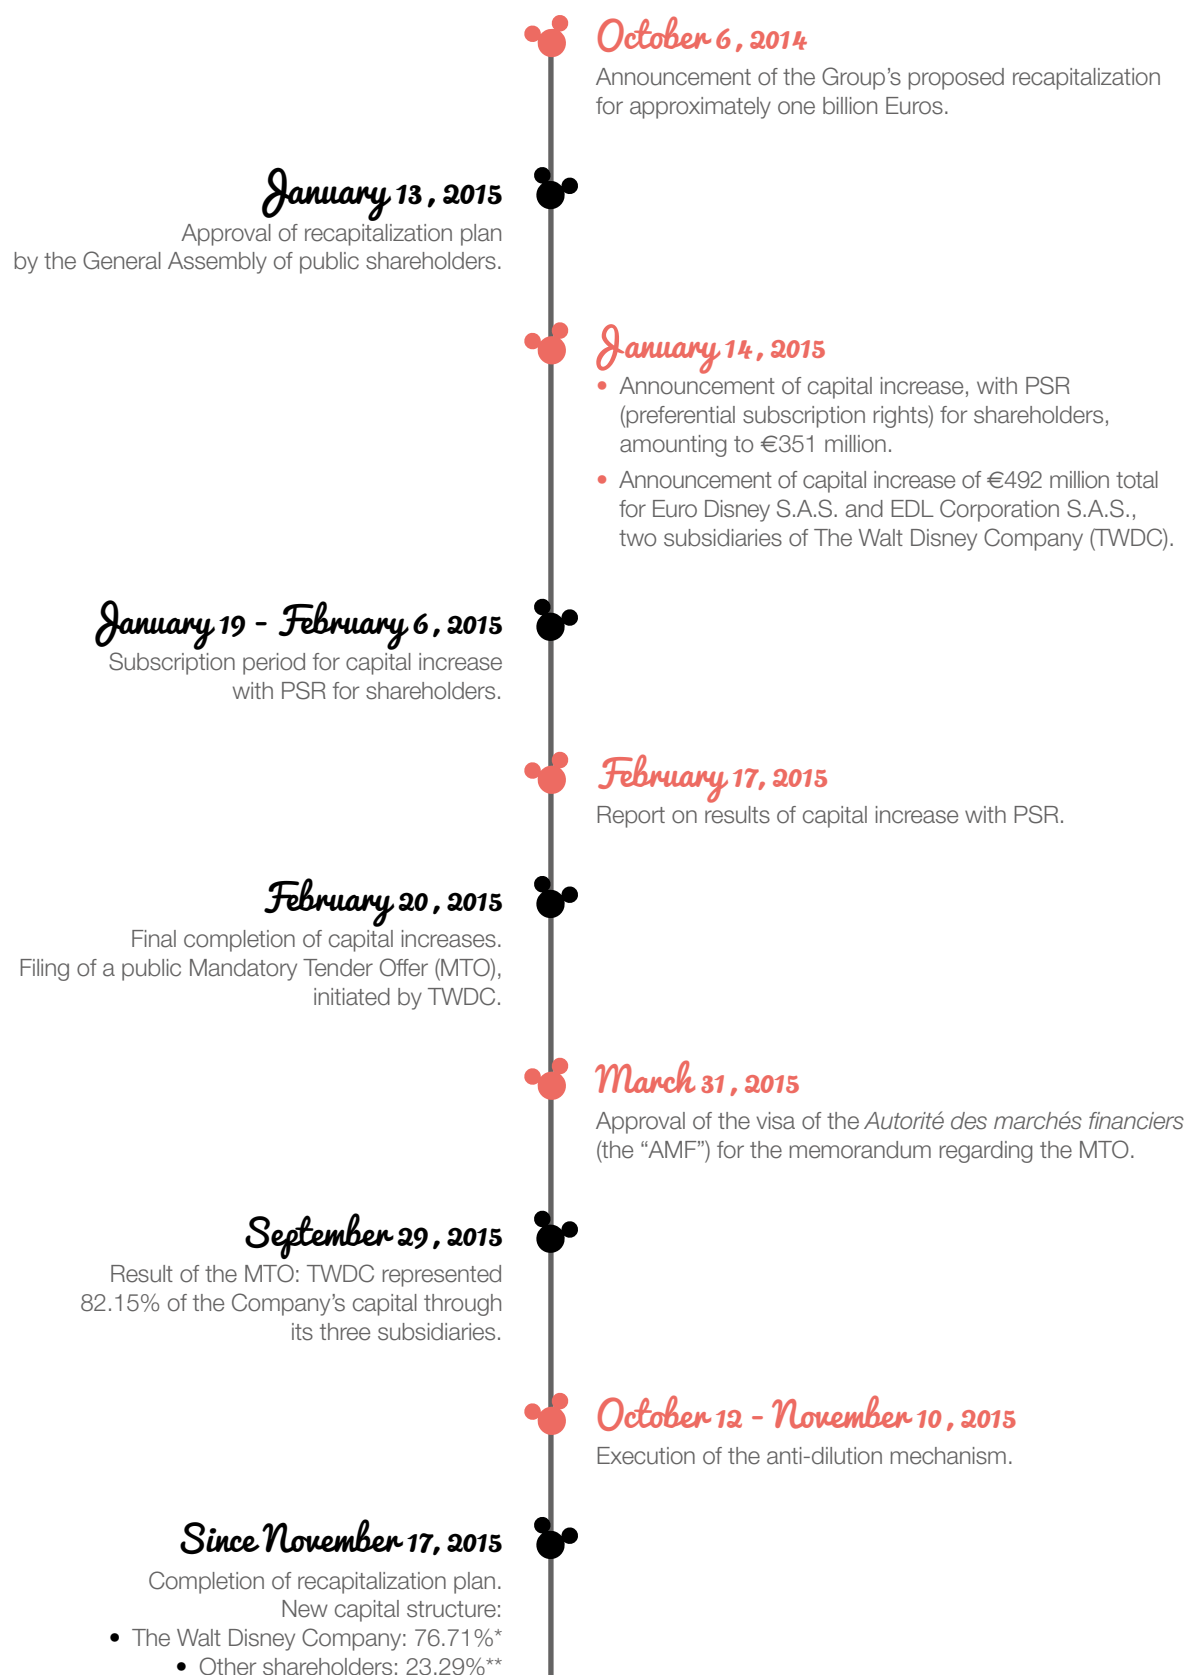 October 6, 2014
Announcement of the Group’s proposed recapitalization
for approximately one billion Euros.
January 13, 2015
Approval of recapitalization plan
by the General Assembly of public shareholders.
January 14, 2015
• Announcement of capital increase, with PSR
(preferential subscription rights) for shareholders,
amounting to €351 million.
• Announcement of capital increase of €492 million total
for Euro Disney S.A.S. and EDL Corporation S.A.S.,
two subsidiaries of The Walt Disney Company (TWDC).
January 19 - February 6, 2015
Subscription period for capital increase
with PSR for shareholders.
February 17, 2015
Report on results of capital increase with PSR.
February 20, 2015
Final completion of capital increases.
Filing of a public Mandatory Tender Offer (MTO),
initiated by TWDC.
March 31, 2015
Approval of the visa of the Autorité des marchés financiers
(the “AMF”) for the memorandum regarding the MTO.
September 29, 2015
Result of the MTO: TWDC represented
82.15% of the Company’s capital through
its three subsidiaries.
October 12 - November 10, 2015
Execution of the anti-dilution mechanism.
Since November 17, 2015
Completion of recapitalization plan.
New capital structure:
• The Walt Disney Company: 76.71%*
• Other shareholders: 23.29%**